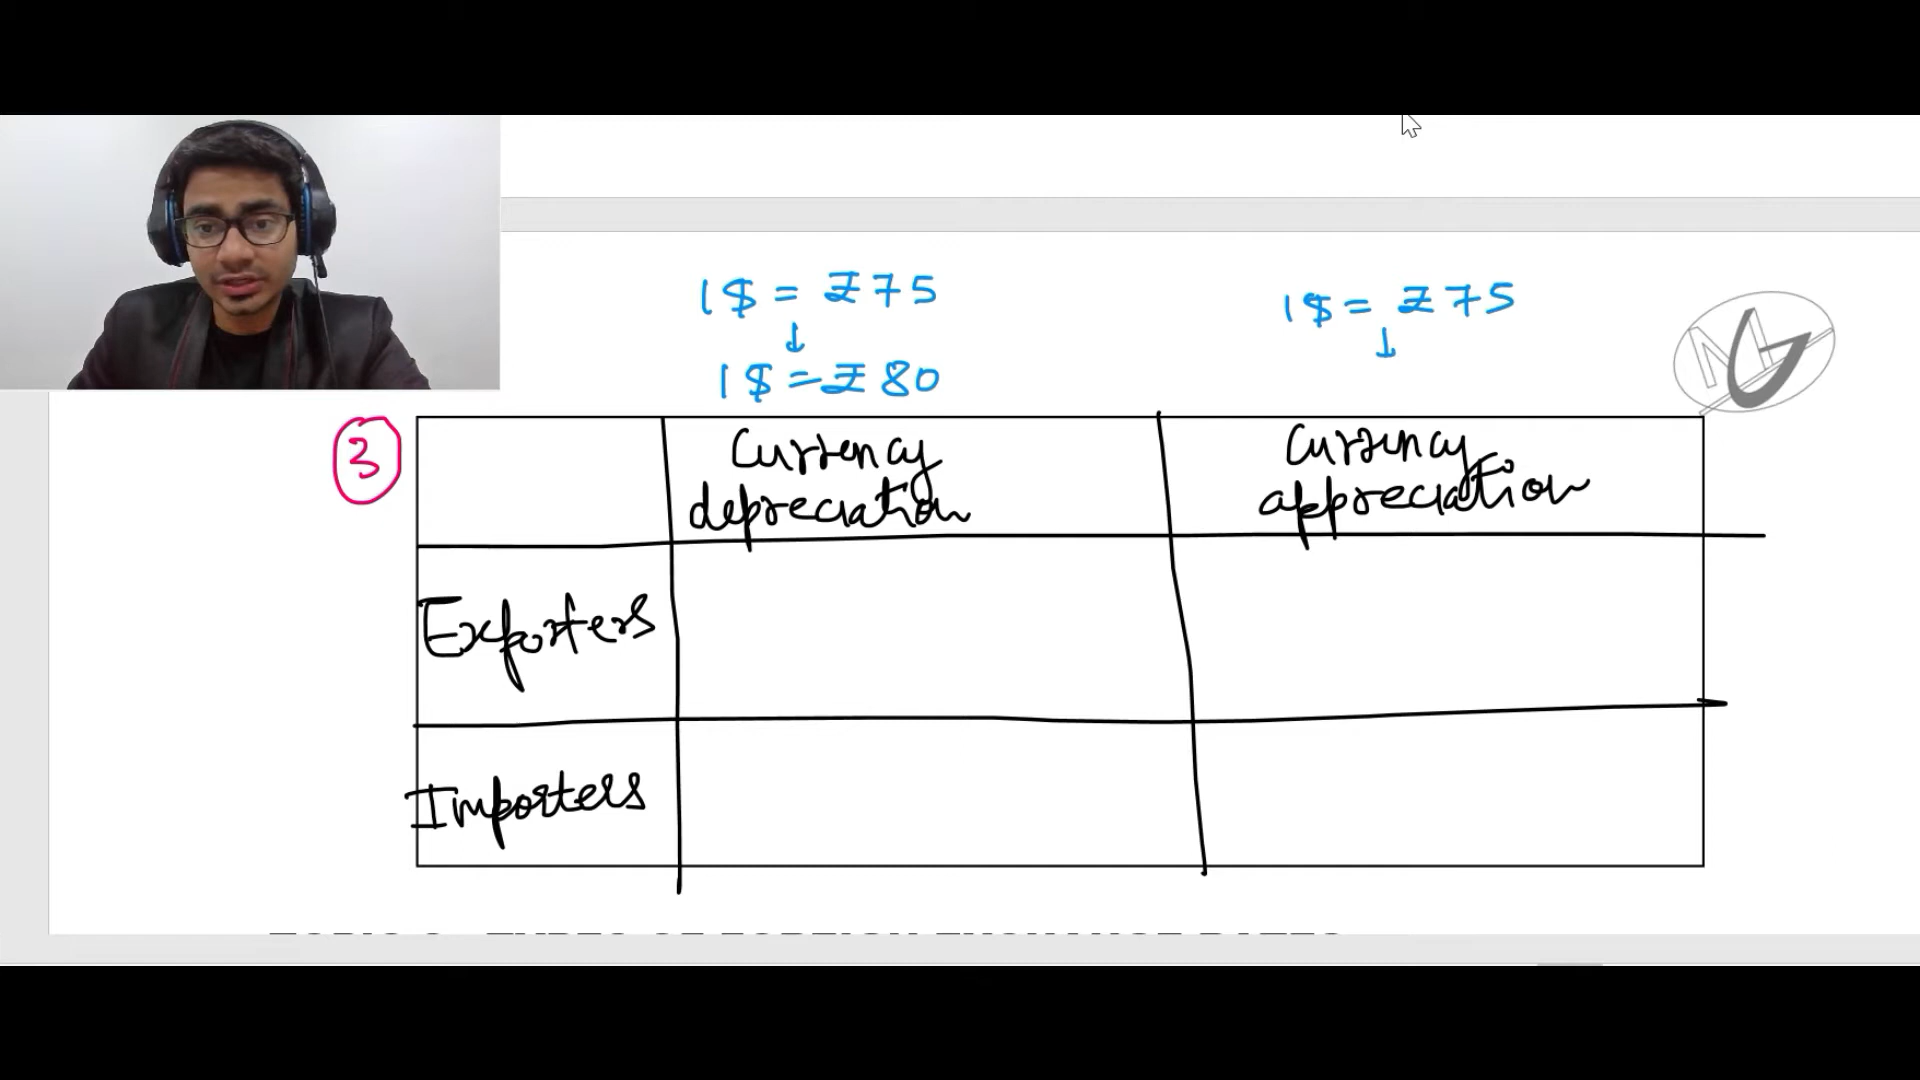 1$ = ₹75
↓
1$ = ₹80
1$ = ₹75
↓
3
Currency
depreciation
Currency
appreciation
Exporters
Importers